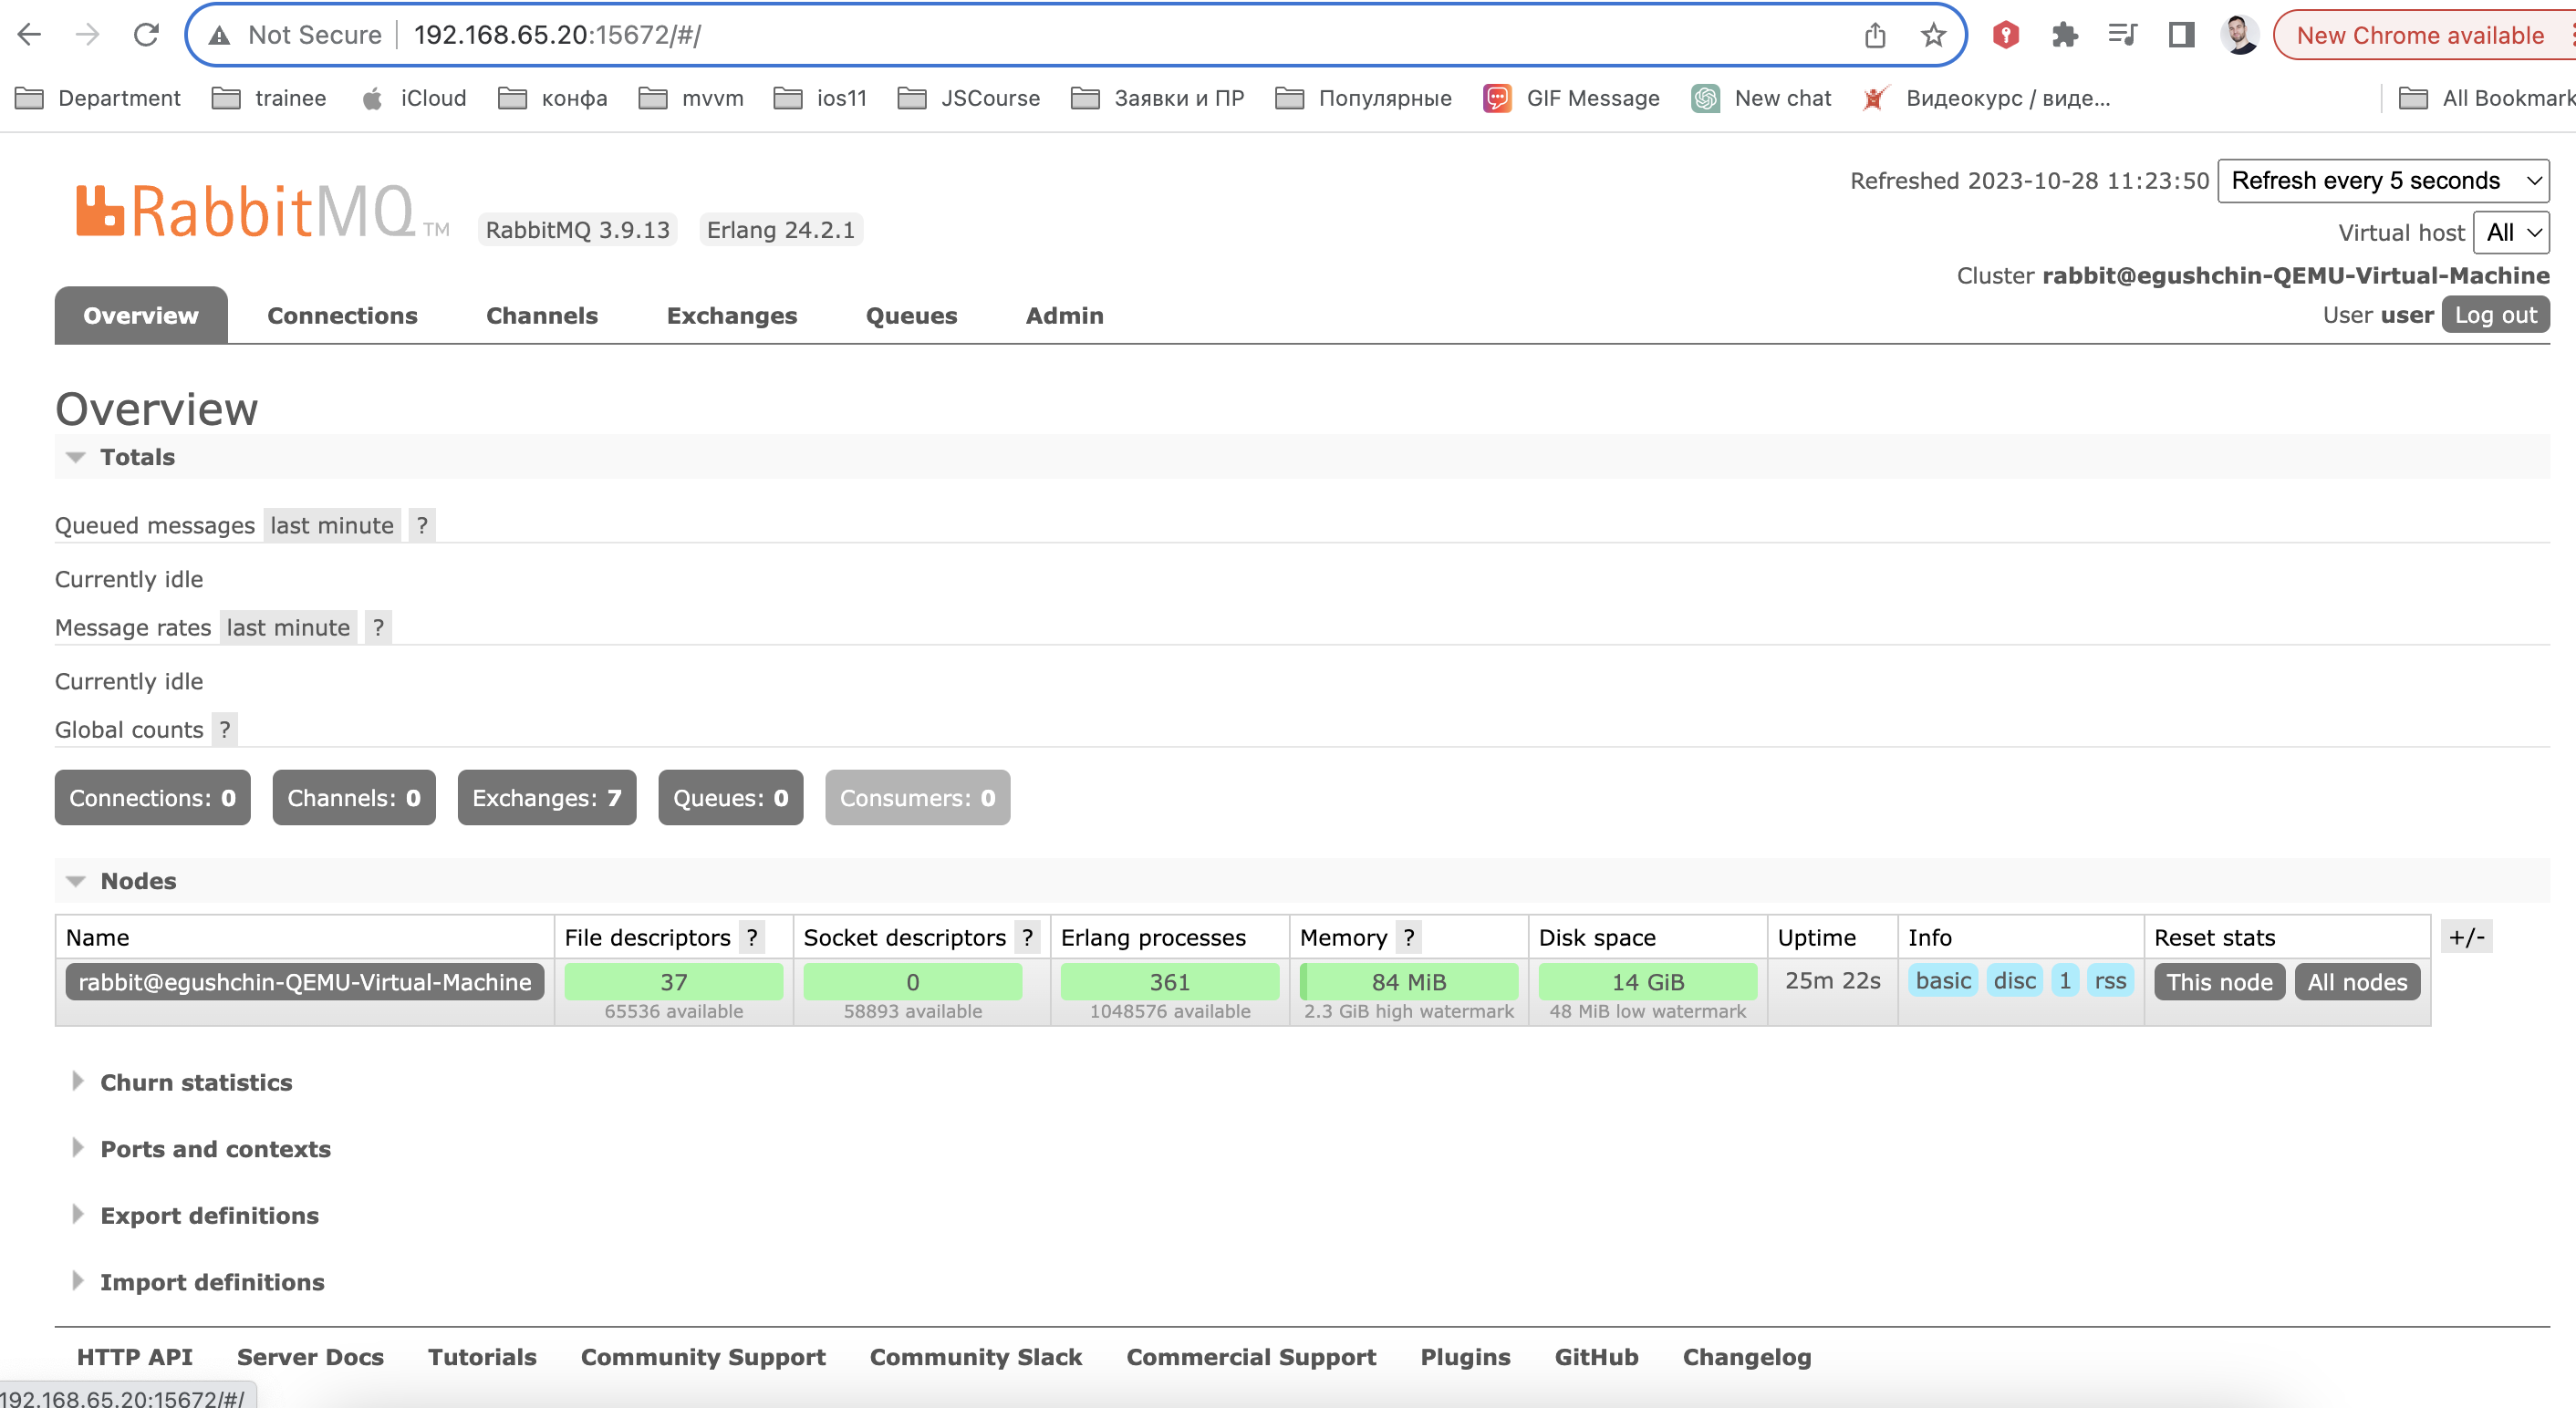 Not Secure 192.168.65.20:15672/#/ New Chrome available
Department trainee iCloud конфа mvvm ios11 JSCourse Заявки и ПР Популярные GIF Message New chat Видеокурс / виде... All Bookmark
Refreshed 2023-10-28 11:23:50 Refresh every 5 seconds
RabbitMQ TM RabbitMQ 3.9.13 Erlang 24.2.1
Virtual host All
Cluster rabbit@egushchin-QEMU-Virtual-Machine
User user Log out
Overview Connections Channels Exchanges Queues Admin
Overview
Totals
Queued messages last minute ?
Currently idle
Message rates last minute ?
Currently idle
Global counts ?
Connections: 0 Channels: 0 Exchanges: 7 Queues: 0 Consumers: 0
Nodes
Name File descriptors ? Socket descriptors ? Erlang processes Memory ? Disk space Uptime Info Reset stats +/-
rabbit@egushchin-QEMU-Virtual-Machine 37 0 361 84 MiB 14 GiB 25m 22s basic disc 1 rss This node All nodes
65536 available 58893 available 1048576 available 2.3 GiB high watermark 48 MiB low watermark
Churn statistics
Ports and contexts
Export definitions
Import definitions
HTTP API Server Docs Tutorials Community Support Community Slack Commercial Support Plugins GitHub Changelog
192.168.65.20:15672/#/